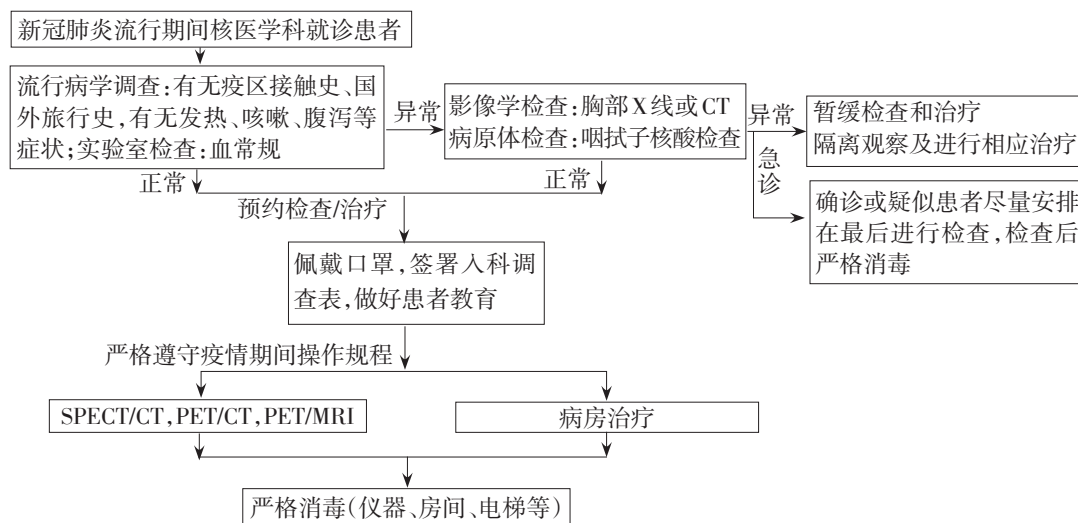 新冠肺炎流行期间核医学科就诊患者
流行病学调查:有无疫区接触史、国
外旅行史,有无发热、咳嗽、腹泻等
症状;实验室检查:血常规
异常
影像学检查:胸部X线或CT
病原体检查:咽拭子核酸检查
异常
暂缓检查和治疗
隔离观察及进行相应治疗
急
诊
确诊或疑似患者尽量安排
在最后进行检查,检查后
严格消毒
正常
正常
预约检查/治疗
佩戴口罩,签署入科调
查表,做好患者教育
严格遵守疫情期间操作规程
SPECT/CT,PET/CT,PET/MRI
病房治疗
严格消毒(仪器、房间、电梯等)